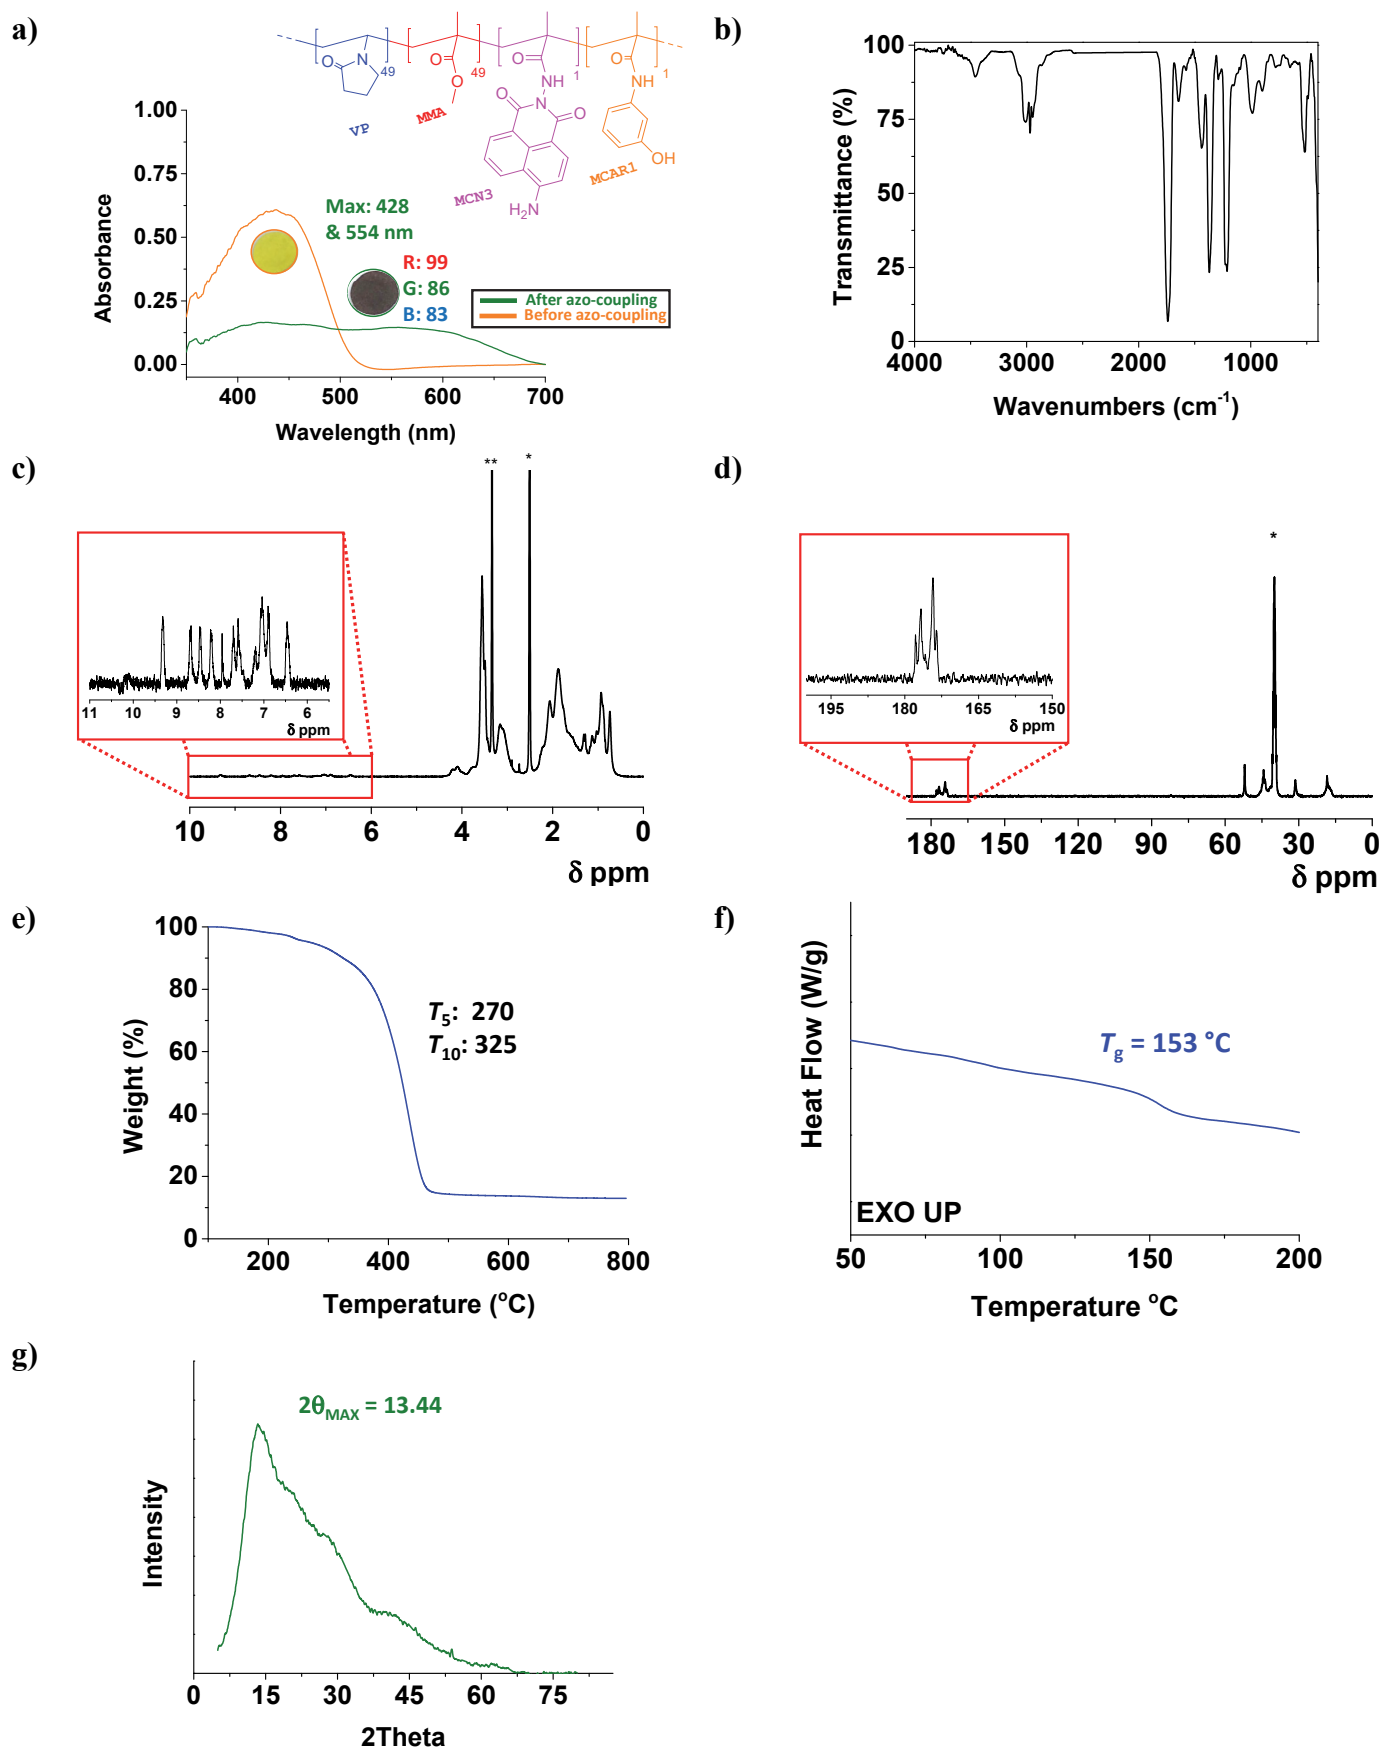 a)
O
N
49
O
O
49
VP
MMA
O
NH
1
O
N
O
H₂N
MCN3
O
NH
1
OH
MCAR1
1.00
0.75
0.50
0.25
0.00
Absorbance
Max: 428
& 554 nm
R: 99
G: 86
B: 83
After azo-coupling
Before azo-coupling
400 500 600 700
Wavelength (nm)
b)
100
75
50
25
0
Transmittance (%)
4000 3000 2000 1000
Wavenumbers (cm⁻¹)
c)
** *
11 10 9 8 7 6
δ ppm
10 8 6 4 2 0
δ ppm
d)
*
195 180 165 150
δ ppm
180 150 120 90 60 30 0
δ ppm
e)
100
80
60
40
20
0
Weight (%)
T₅: 270
T₁₀: 325
200 400 600 800
Temperature (°C)
f)
Heat Flow (W/g)
Tg = 153 °C
EXO UP
50 100 150 200
Temperature °C
g)
2θMAX = 13.44
Intensity
0 15 30 45 60 75
2Theta